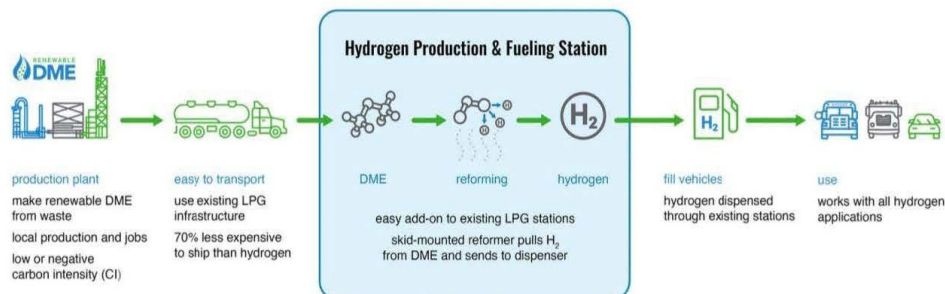 Hydrogen Production & Fueling Station
RENEWABLE
DME
H
H
H
H₂
H₂
production plant
make renewable DME
from waste
local production and jobs
low or negative
carbon intensity (CI)
easy to transport
use existing LPG
infrastructure
70% less expensive
to ship than hydrogen
DME
reforming
hydrogen
easy add-on to existing LPG stations
skid-mounted reformer pulls H₂
from DME and sends to dispenser
fill vehicles
hydrogen dispensed
through existing stations
use
works with all hydrogen
applications